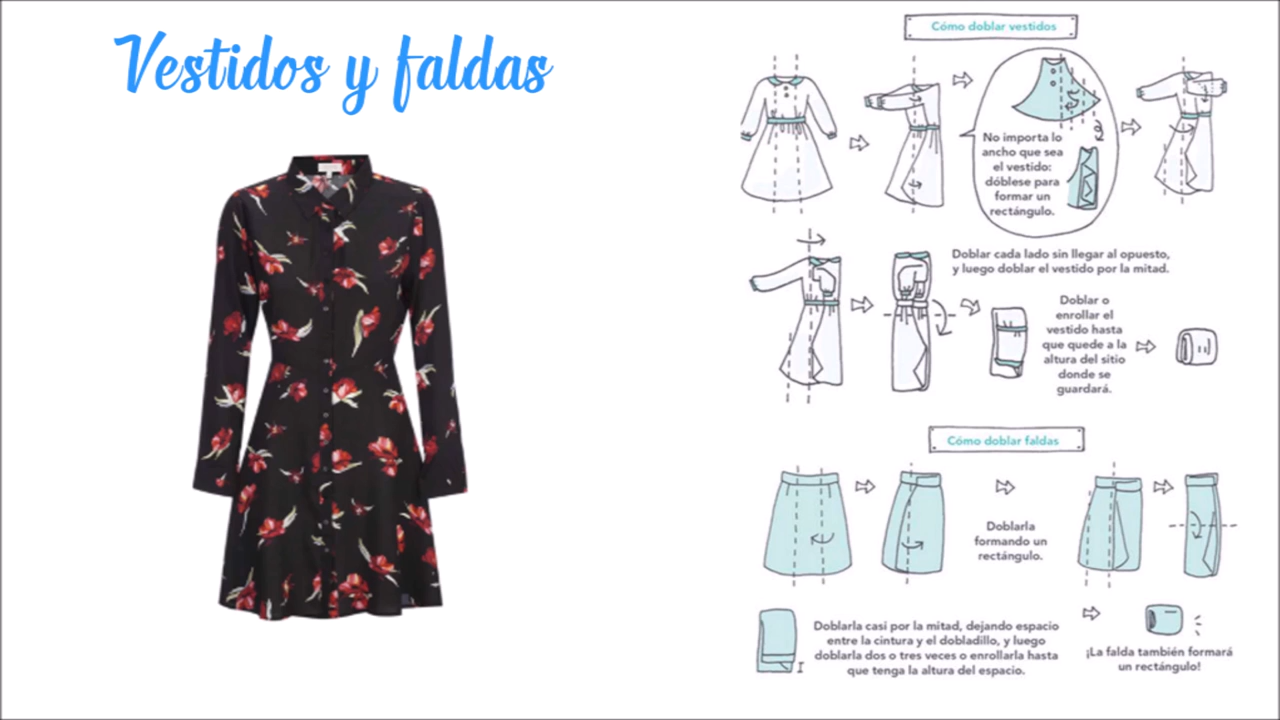 Vestidos y faldas
Cómo doblar vestidos
No importa lo
ancho que sea
el vestido:
dóblese para
formar un
rectángulo.
Doblar cada lado sin llegar al opuesto,
y luego doblar el vestido por la mitad.
Doblar o
enrollar el
vestido hasta
que quede a la
altura del sitio
donde se
guardará.
Cómo doblar faldas
Doblarla
formando un
rectángulo.
Doblarla casi por la mitad, dejando espacio
entre la cintura y el dobladillo, y luego
doblarla dos o tres veces o enrollarla hasta
que tenga la altura del espacio.
¡La falda también formará
un rectángulo!